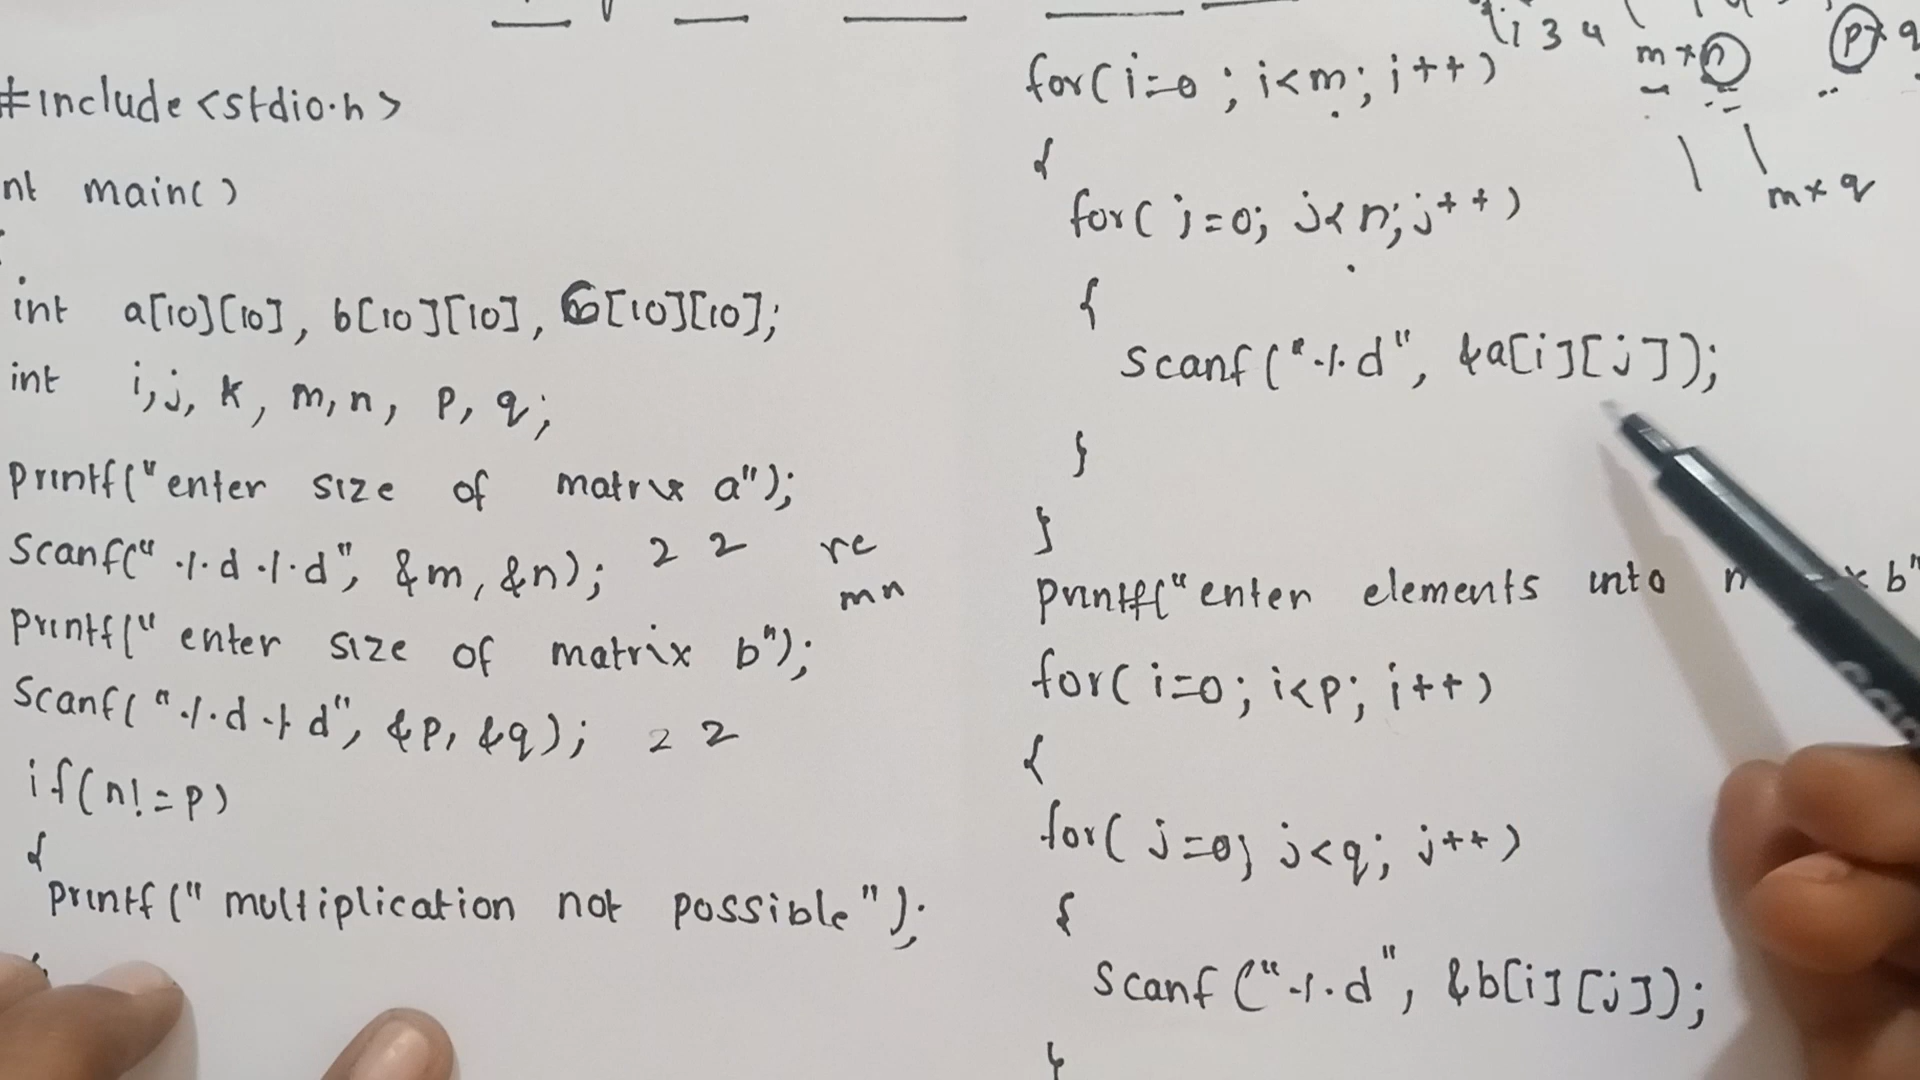 #include<stdio.h>
nt main()
int a[10][10], b[10][10], [10][10];
int i,j, k, m,n, p, q;
printf("enter size of matrix a");
scanf("%d%d", &m, &n); 2 2 rc
mn
printf("enter size of matrix b");
scanf("%d%d", &p, &q); 2 2
if(n!=p)
{
printf("multiplication not possible");
1 3 4 m*n p* q
m*q
for(i=0; i<m; i++)
{
for(j=0; j<n; j++)
{
scanf("%d", &a[i][j]);
}
}
printf("enter elements into b"
for(i=0; i<p; i++)
{
for(j=0; j<q; j++)
{
scanf("%d", &b[i][j]);
}